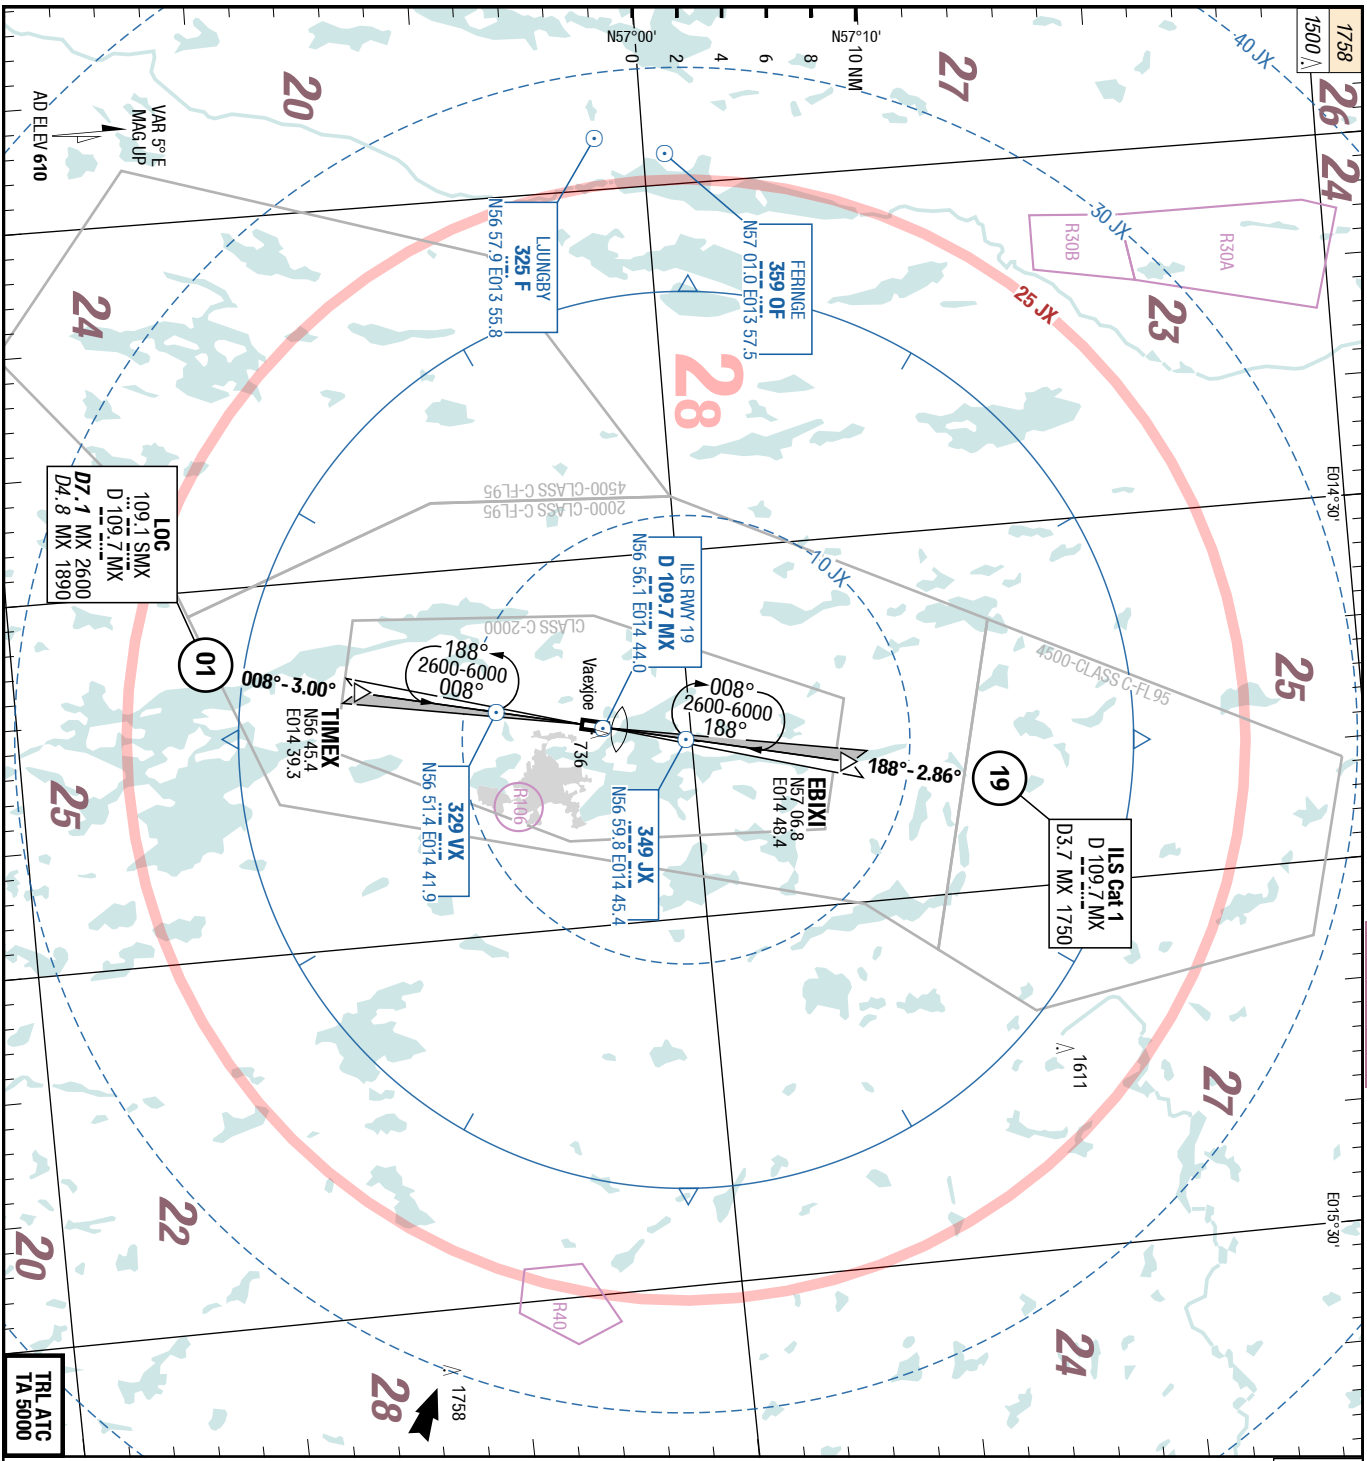 1758
1500
26
24
27
20
40 JX
N57°00'
N57°10'
0
2
4
6
8
10 NM
VAR 5° E
MAG UP
AD ELEV 610
30 JX
R30B
R30A
23
25 JX
24
LJUNGBY
325 F
N56 57.9 E013 55.8
FERINGE
359 OF
N57 01.0 E013 57.5
28
E014°30'
4500-CLASS C-FL95
2000-CLASS C-FL95
LOC
109.1 SMX
D 109.7 MX
D7.1 MX 2600
D4.8 MX 1890
01
10 JX
ILS RWY 19
D 109.7 MX
N56 56.1 E014 44.0
CLASS C-2000
4500-CLASS C-FL95
25
008°-3.00°
188°
2600-6000
008°
Vaexjoe
736
008°
2600-6000
188°
188°-2.86°
TIMEX
N56 45.4
E014 39.3
EBIXI
N57 06.8
E014 48.4
19
25
R106
329 VX
N56 51.4 E014 41.9
349 JX
N56 59.8 E014 45.4
ILS Cat 1
D 109.7 MX
D3.7 MX 1750
1611
27
22
20
E015°30'
R40
24
28
1758
TRL ATC
TA 5000